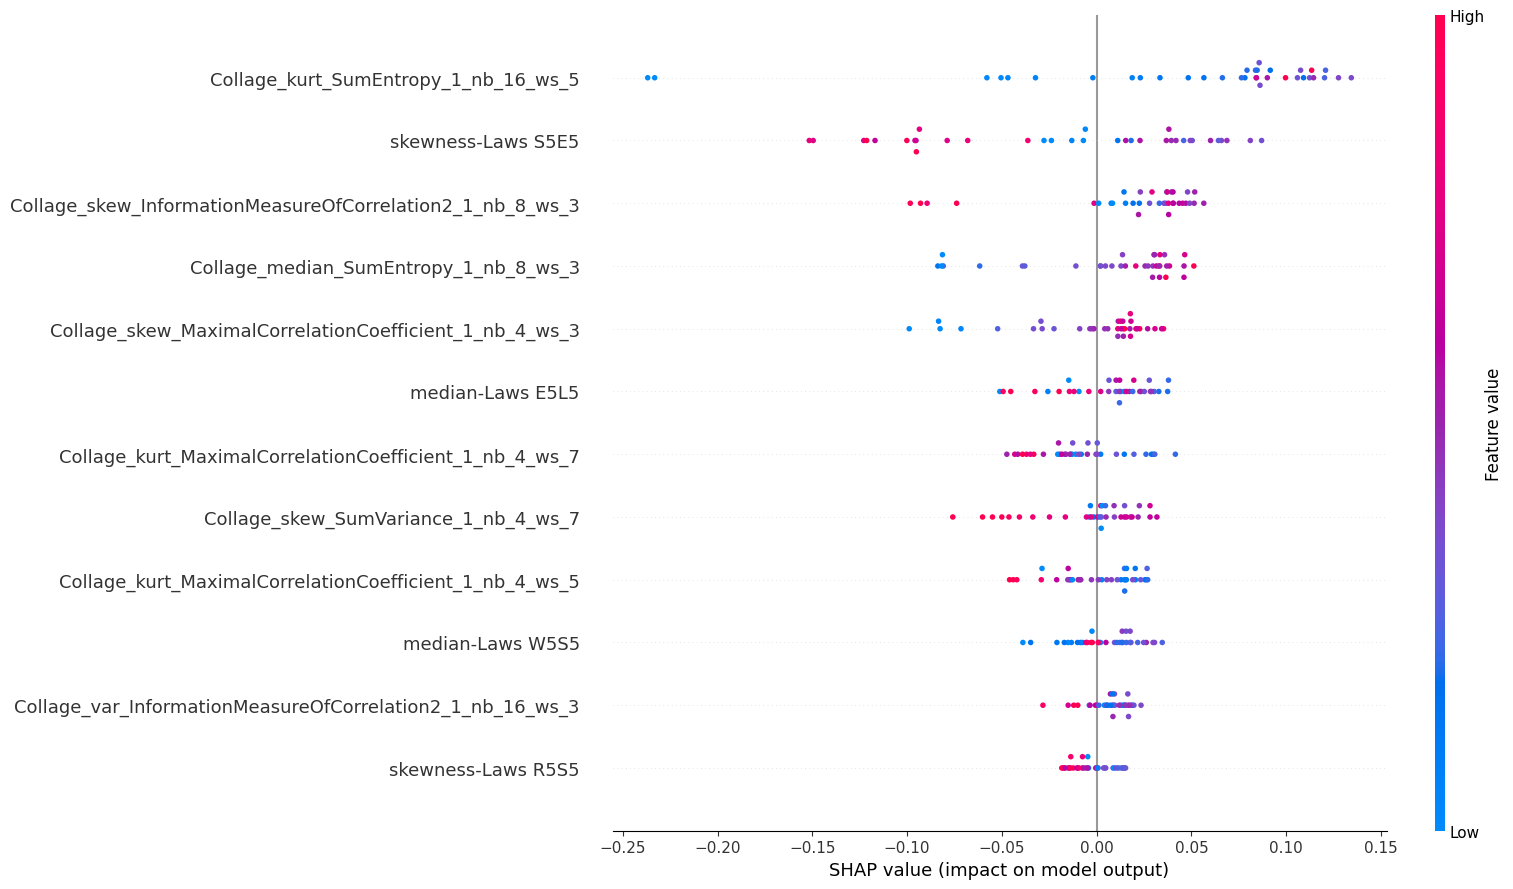 High
Collage_kurt_SumEntropy_1_nb_16_ws_5
skewness-Laws S5E5
Collage_skew_InformationMeasureOfCorrelation2_1_nb_8_ws_3
Collage_median_SumEntropy_1_nb_8_ws_3
Collage_skew_MaximalCorrelationCoefficient_1_nb_4_ws_3
median-Laws E5L5
Collage_kurt_MaximalCorrelationCoefficient_1_nb_4_ws_7
Collage_skew_SumVariance_1_nb_4_ws_7
Collage_kurt_MaximalCorrelationCoefficient_1_nb_4_ws_5
median-Laws W5S5
Collage_var_InformationMeasureOfCorrelation2_1_nb_16_ws_3
skewness-Laws R5S5
Feature value
Low
−0.25 −0.20 −0.15 −0.10 −0.05 0.00 0.05 0.10 0.15
SHAP value (impact on model output)